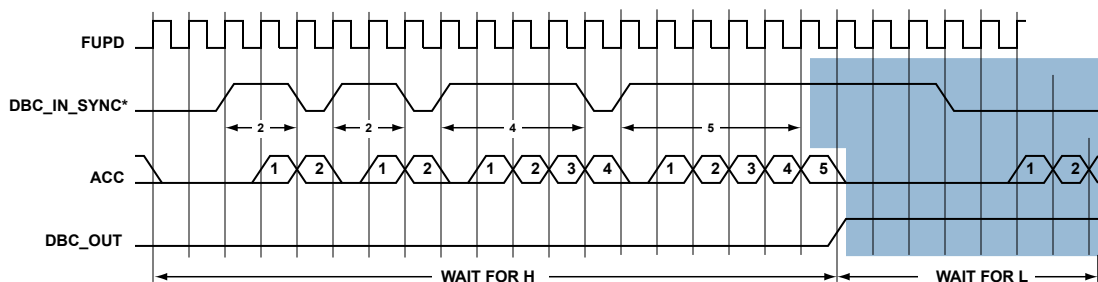 FUPD
DBC_IN_SYNC*
2 2 4 5
ACC
1 2 1 2 1 2 3 4 1 2 3 4 5 1 2
DBC_OUT
WAIT FOR H WAIT FOR L